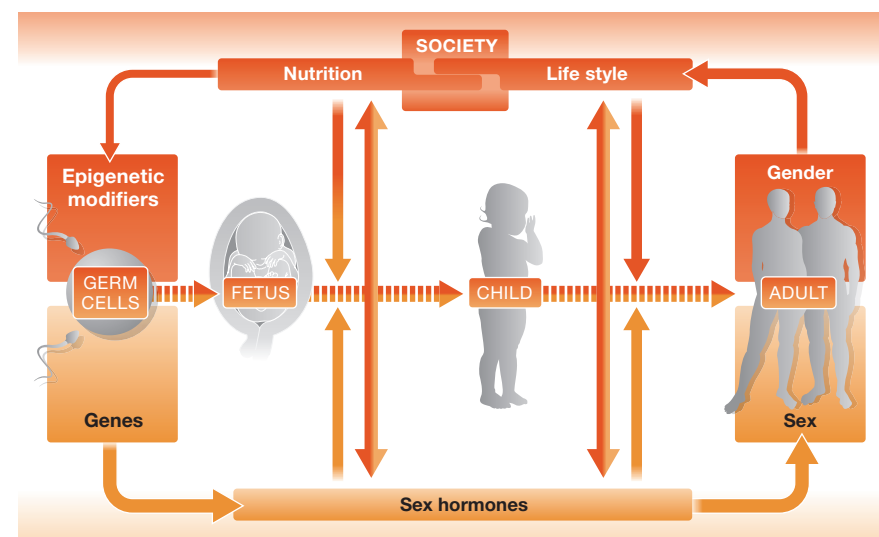 SOCIETY
Nutrition
Life style
Epigenetic
modifiers
Gender
GERM
CELLS
FETUS
CHILD
ADULT
Genes
Sex
Sex hormones